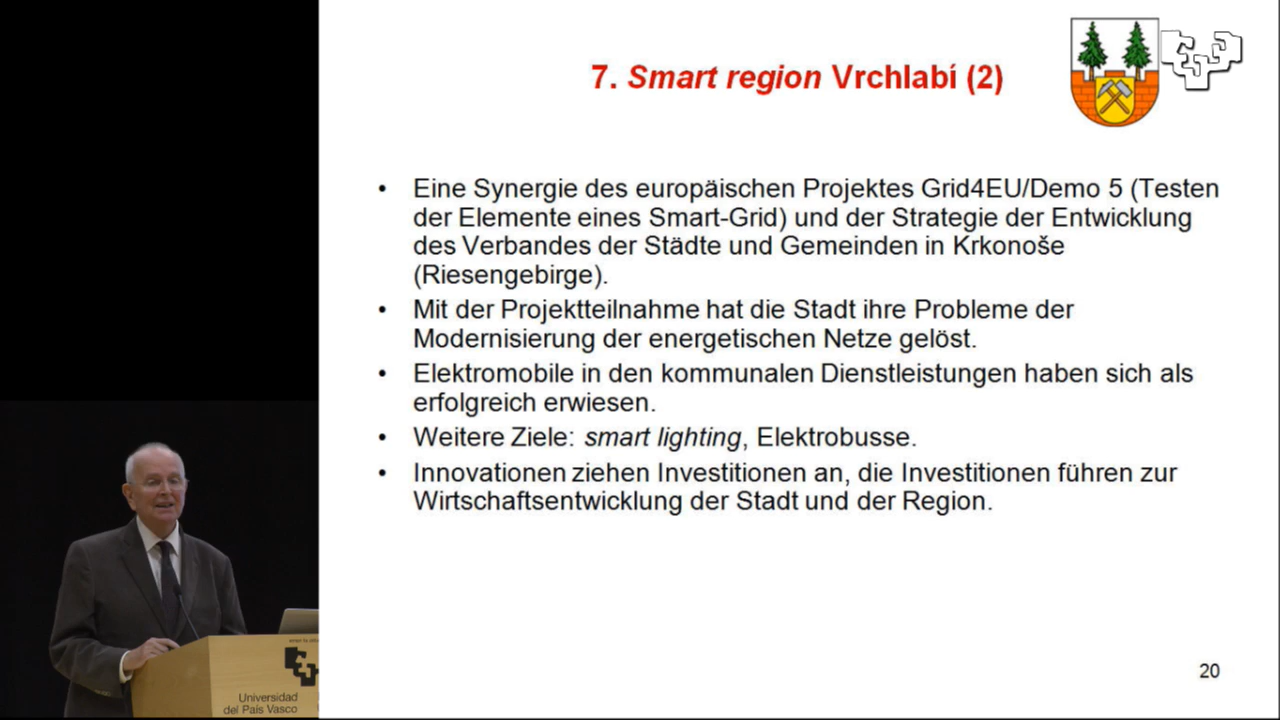 7. Smart region Vrchlabí (2)
• Eine Synergie des europäischen Projektes Grid4EU/Demo 5 (Testen
der Elemente eines Smart-Grid) und der Strategie der Entwicklung
des Verbandes der Städte und Gemeinden in Krkonoše
(Riesengebirge).
• Mit der Projektteilnahme hat die Stadt ihre Probleme der
Modernisierung der energetischen Netze gelöst.
• Elektromobile in den kommunalen Dienstleistungen haben sich als
erfolgreich erwiesen.
• Weitere Ziele: smart lighting, Elektrobusse.
• Innovationen ziehen Investitionen an, die Investitionen führen zur
Wirtschaftsentwicklung der Stadt und der Region.
20
Universidad
del País Vasco